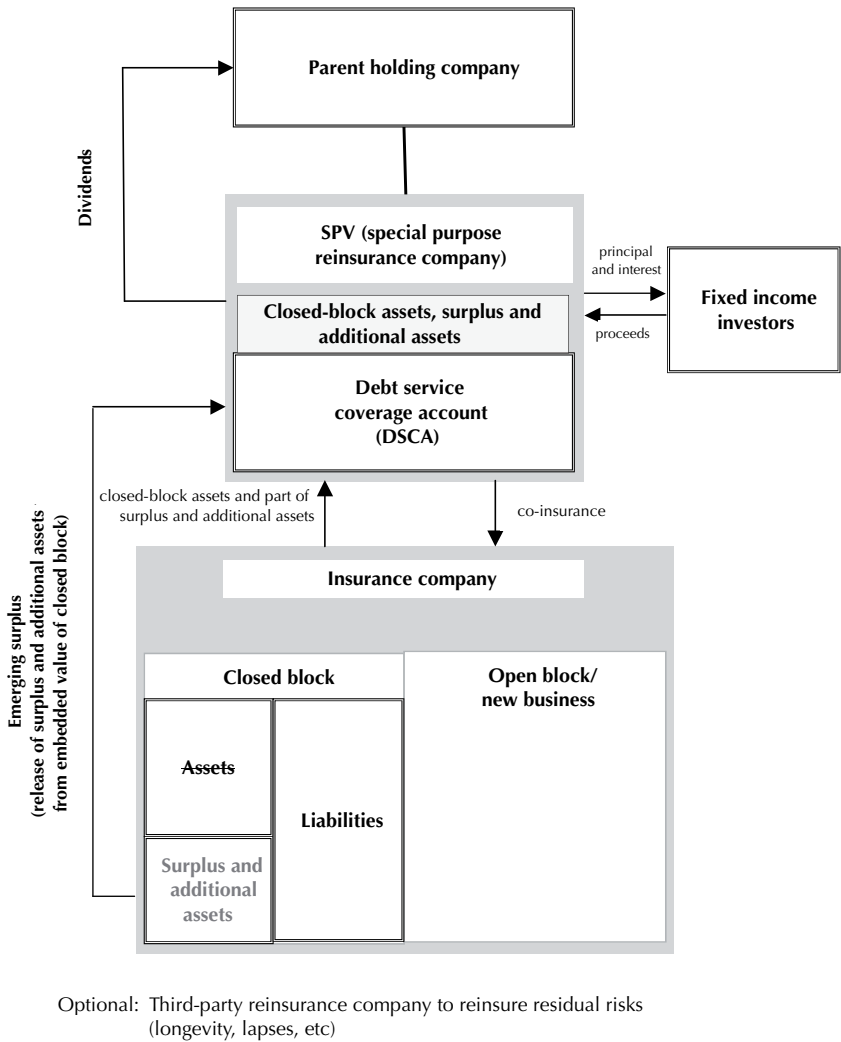 Parent holding company
Dividends
SPV (special purpose
reinsurance company)
principal
and interest
Fixed income
investors
proceeds
Closed-block assets, surplus and
additional assets
Debt service
coverage account
(DSCA)
closed-block assets and part of
surplus and additional assets
co-insurance
Emerging surplus
(release of surplus and additional assets
from embedded value of closed block)
Insurance company
Closed block
Open block/
new business
Assets
Liabilities
Surplus and
additional
assets
Optional: Third-party reinsurance company to reinsure residual risks
(longevity, lapses, etc)